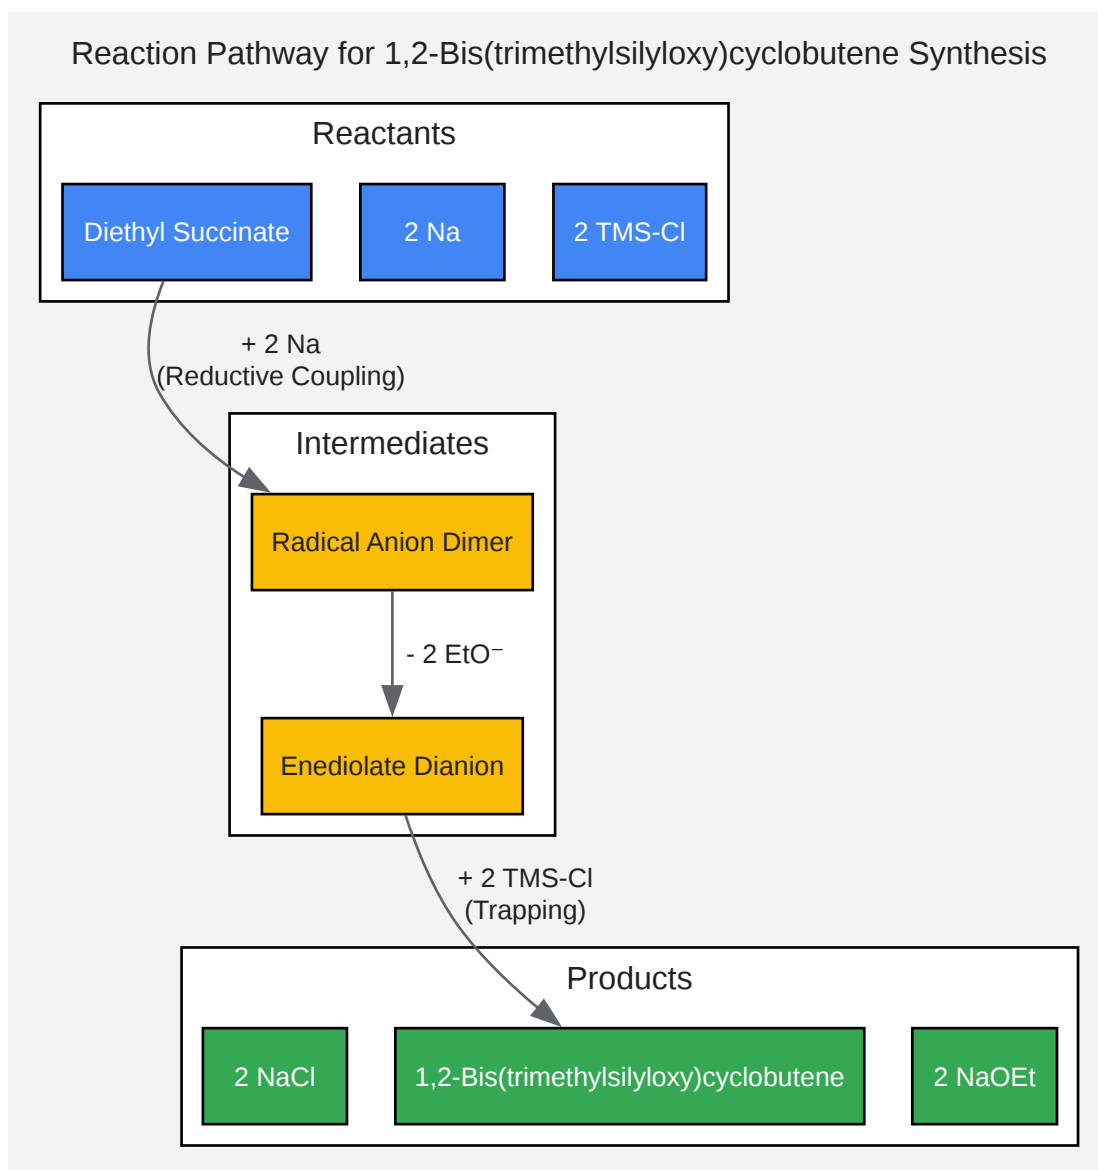 Reaction Pathway for 1,2-Bis(trimethylsilyloxy)cyclobutene Synthesis
Reactants
Diethyl Succinate
2 Na
2 TMS-Cl
+ 2 Na
(Reductive Coupling)
Intermediates
Radical Anion Dimer
- 2 EtO⁻
Enediolate Dianion
+ 2 TMS-Cl
(Trapping)
Products
2 NaCl
1,2-Bis(trimethylsilyloxy)cyclobutene
2 NaOEt